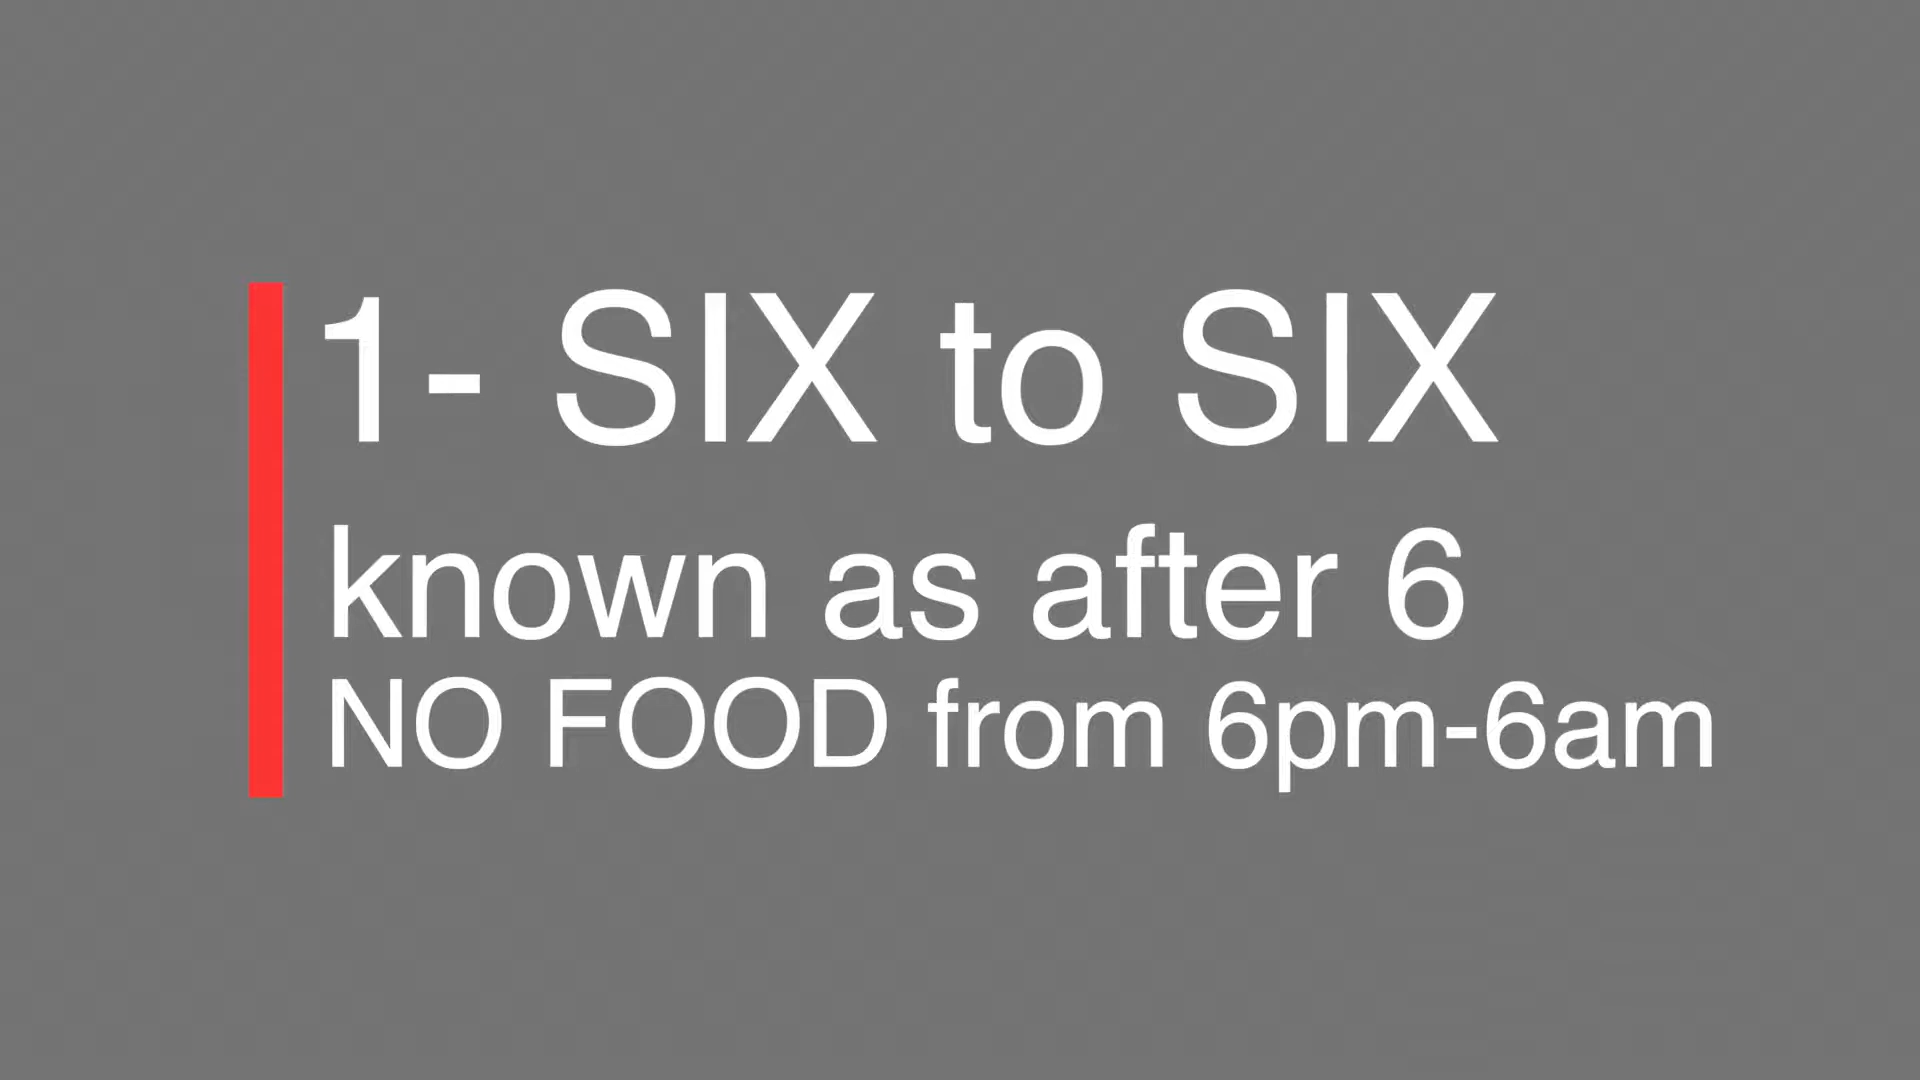 1- SIX to SIX
known as after 6
NO FOOD from 6pm-6am